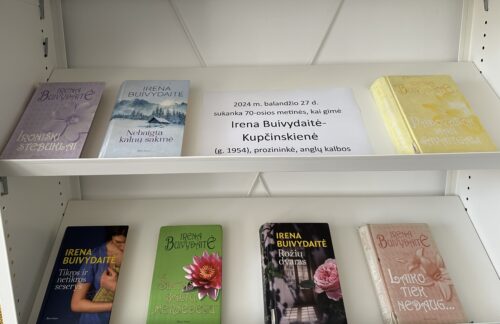 IRENA
BUIVYDAITĖ
IRONIŠKI
STEBUKLAI
IRENA
BUIVYDAITĖ
Nebaigta
kalnų sakmė
2024 m. balandžio 27 d.
sukanka 70-osios metinės, kai gimė
Irena Buivydaitė-
Kupčinskienė
(g. 1954), prozininkė, anglų kalbos
IRENA
BUIVYDAITĖ
Tikros ir
netikros
seserys
IRENA
BUIVYDAITĖ
IRENA
BUIVYDAITĖ
Rožių
dvaras
IRENA
BUIVYDAITĖ
LAIKO
TIEK
NEDAUG...